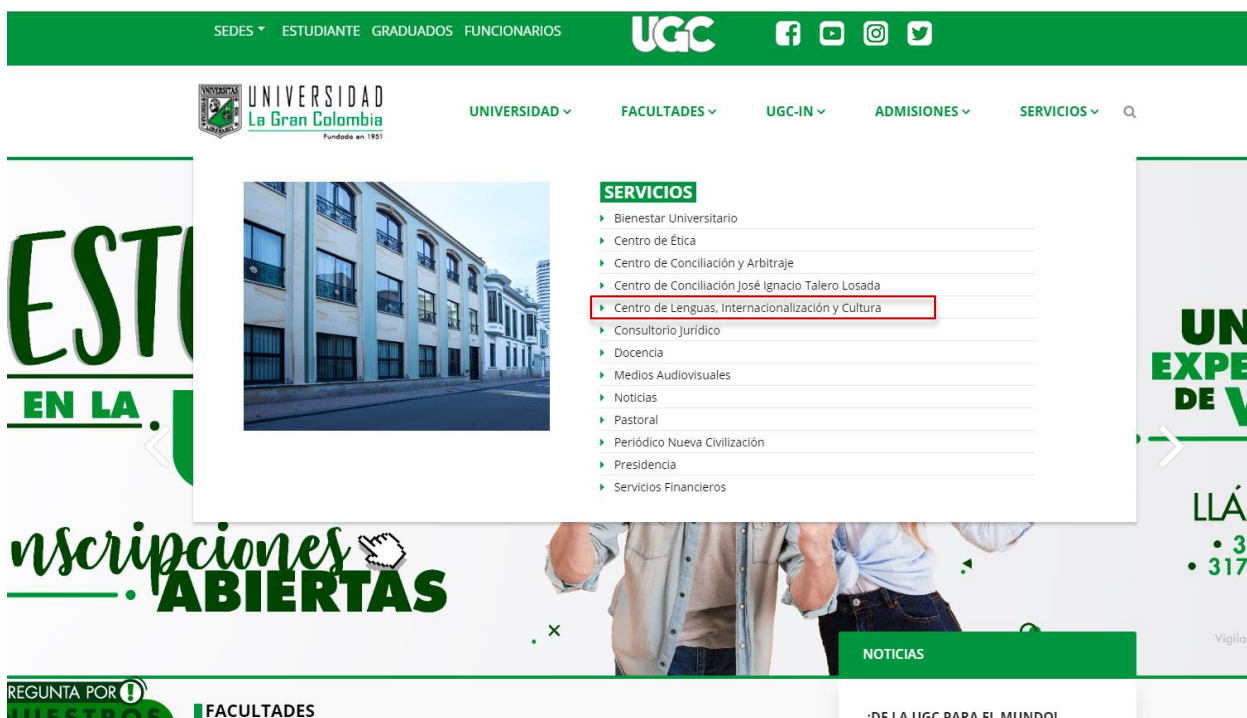 SEDES ESTUDIANTE GRADUADOS FUNCIONARIOS
UGC
UNIVERSITAS
UNIVERSIDAD
La Gran Colombia
Fundada en 1951
UNIVERSIDAD FACULTADES UGC-IN ADMISIONES SERVICIOS
SERVICIOS
Bienestar Universitario
Centro de Ética
Centro de Conciliación y Arbitraje
Centro de Conciliación José Ignacio Talero Losada
Centro de Lenguas, Internacionalización y Cultura
Consultorio Jurídico
Docencia
Medios Audiovisuales
Noticias
Pastoral
Periódico Nueva Civilización
Presidencia
Servicios Financieros
EST
EN LA
UN
EXPE
DE V
LLÁ
• 3
• 317
nscripciones
ABIERTAS
Vigila
NOTICIAS
REGUNTA POR
FACULTADES
¡DE LA UGC PARA EL MUNDO!